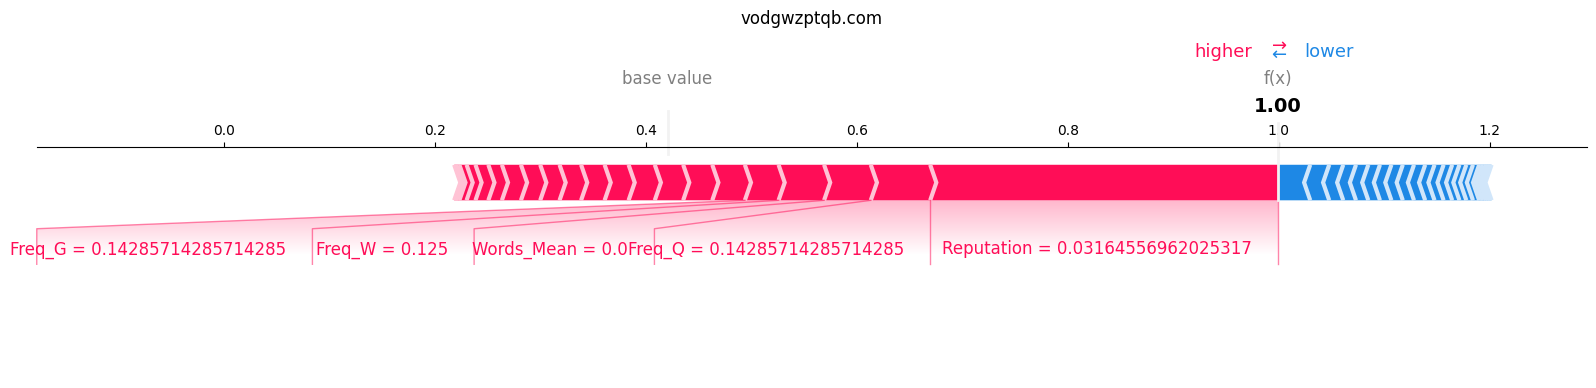 vodgwzptqb.com
higher ⇄ lower
base value f(x)
1.00
0.0 0.2 0.4 0.6 0.8 1.0 1.2
Freq_G = 0.14285714285714285 Freq_W = 0.125 Words_Mean = 0.0 Freq_Q = 0.14285714285714285 Reputation = 0.03164556962025317